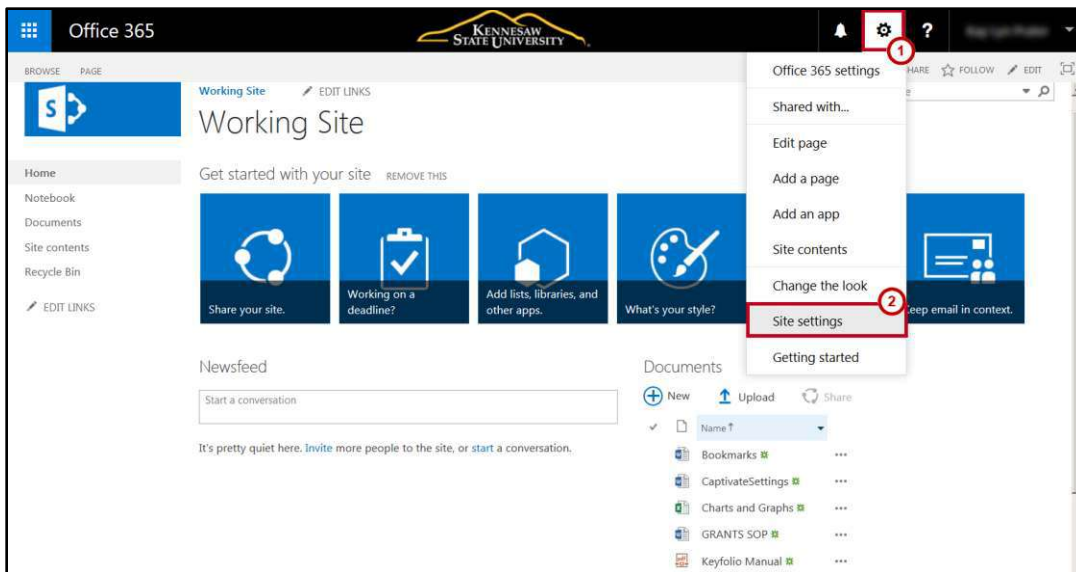 Office 365
KENNESAW
STATE UNIVERSITY
?
1
BROWSE PAGE
HARE FOLLOW EDIT
S
Working Site EDIT LINKS
Working Site
Home
Notebook
Documents
Site contents
Recycle Bin
EDIT LINKS
Get started with your site REMOVE THIS
Share your site.
Working on a
deadline?
Add lists, libraries, and
other apps.
What's your style?
eep email in context.
Office 365 settings
Shared with...
Edit page
Add a page
Add an app
Site contents
Change the look
2
Site settings
Getting started
Newsfeed
Start a conversation
It's pretty quiet here. Invite more people to the site, or start a conversation.
Documents
New Upload Share
Name
Bookmarks ...
CaptivateSettings ...
Charts and Graphs ...
GRANTS SOP ...
Keyfolio Manual ...